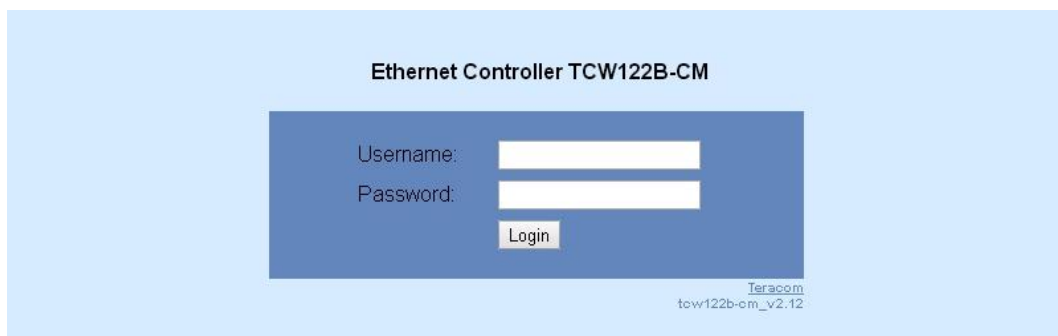 Ethernet Controller TCW122B-CM
Username:
Password:
Login
Teracom
tcw122b-cm_v2.12